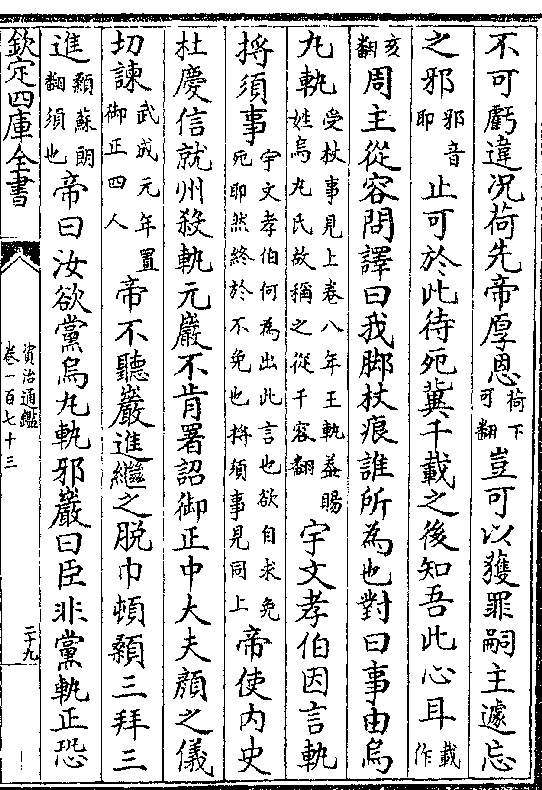 不可虧違况荷先帝厚恩荷下可翻豈可以獲罪嗣主遽忘
之邪邪音耶止可於此待死冀千載之後知吾此心耳載作
亥翻周主從容問譯曰我脚杖痕誰所為也對曰事由烏
丸軌受杖事見上卷八年王軌蓋賜姓烏丸氏故稱之從千容翻宇文孝伯因言軌
捋須事宇文孝伯何為出此言也欲自求免死耶然終於不免也捋須事見同上帝使内史
杜慶信就州殺軌元巖不肯署詔御正中大夫顔之儀
切諫武成元年置御正四人帝不聽巖進繼之脱巾頓顙三拜三
進顙蘇朗翻須也帝曰汝欲黨烏丸軌邪巖曰臣非黨軌正恐
欽定四庫全書
資治通鑑
卷一百七十三
二十九